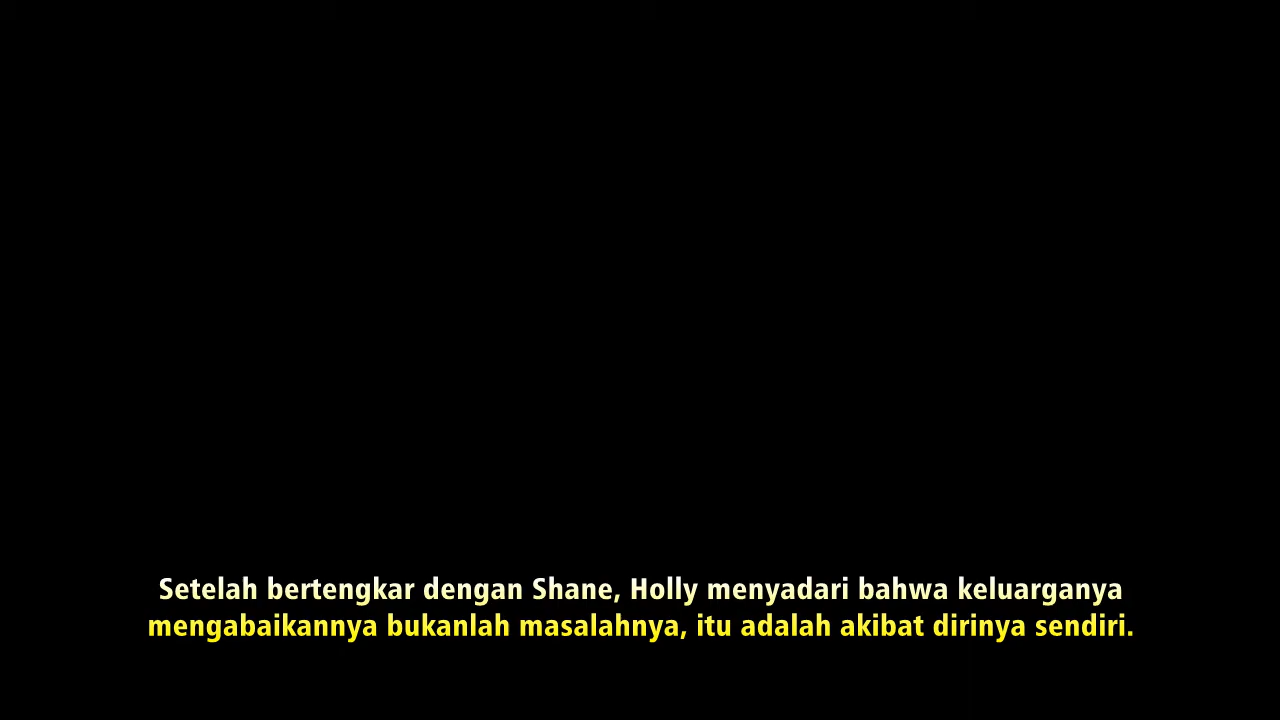 Setelah bertengkar dengan Shane, Holly menyadari bahwa keluarganya
mengabaikannya bukanlah masalahnya, itu adalah akibat dirinya sendiri.